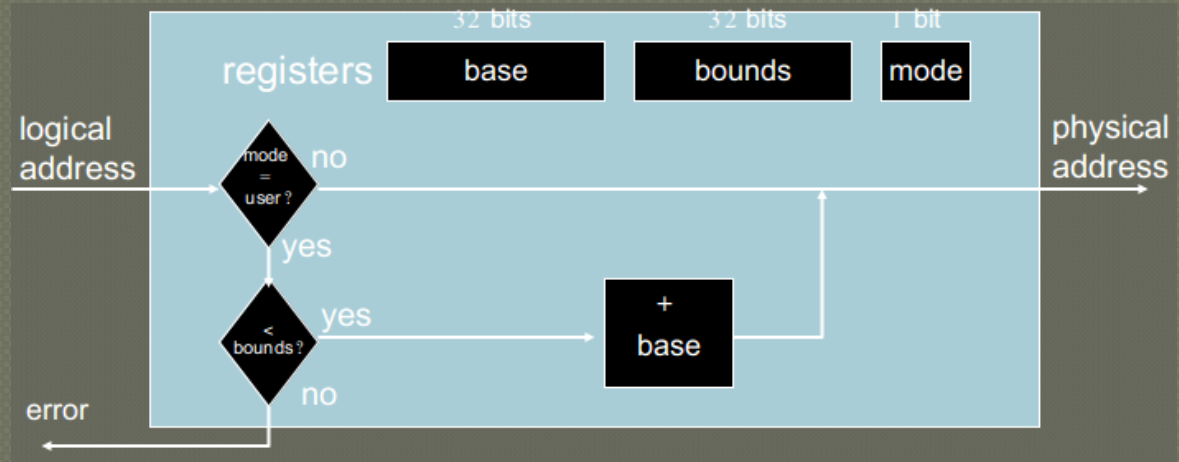 32 bits
32 bits
1 bit
registers
base
bounds
mode
logical
address
physical
address
mode
=
user?
no
yes
<
bounds?
yes
no
+
base
error